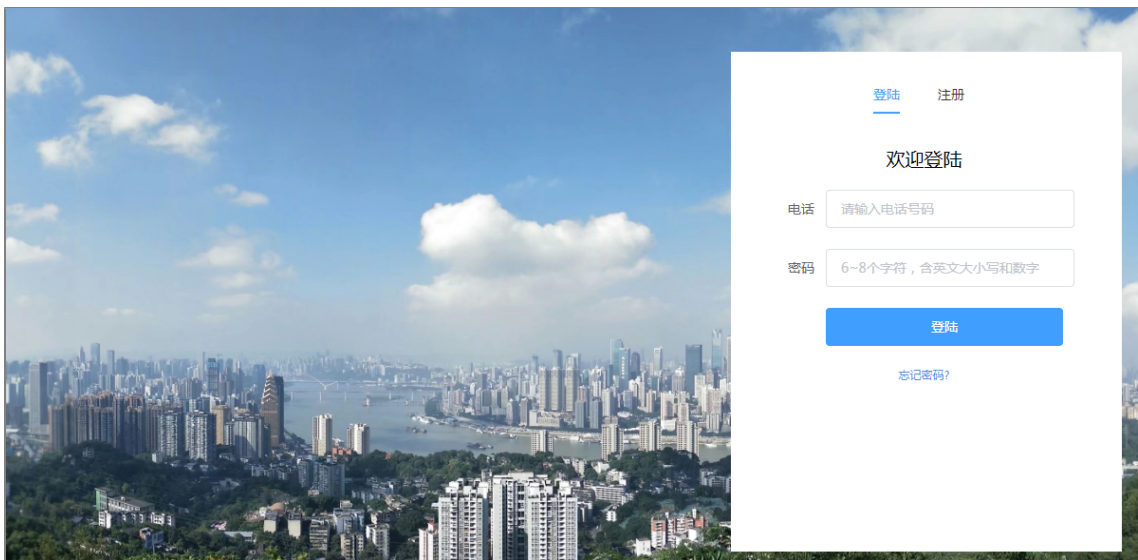 登陆 注册
欢迎登陆
电话 请输入电话号码
密码 6~8个字符，含英文大小写和数字
登陆
忘记密码?